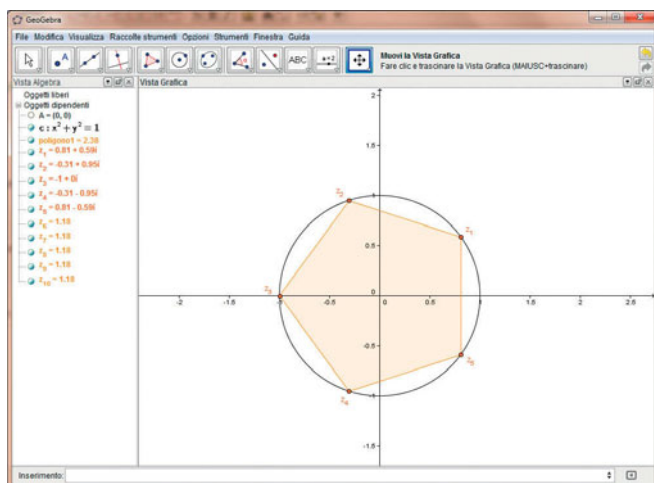 GeoGebra
File Modifica Visualizza Raccolte strumenti Opzioni Strumenti Finestra Guida
A
ABC
a=2
Muovi la Vista Grafica
Fare clic e trascinare la Vista Grafica (MAIUSC+trascinare)
Vista Algebra
Vista Grafica
Oggetti liberi
Oggetti dipendenti
A = (0, 0)
c : x² + y² = 1
poligono1 = 2.38
z₁ = 0.81 + 0.59i
z₂ = -0.31 + 0.95i
z₃ = -1 + 0i
z₄ = -0.31 - 0.95i
z₅ = 0.81 - 0.59i
z₆ = 1.18
z₇ = 1.18
z₈ = 1.18
z₉ = 1.18
z₁₀ = 1.18
2
1.5
z₂
1
z₁
0.5
z₃
0
-2
-1.5
-1
-0.5
0
0.5
1
1.5
2
2.5
-0.5
z₅
z₄
-1
-1.5
Inserimento: